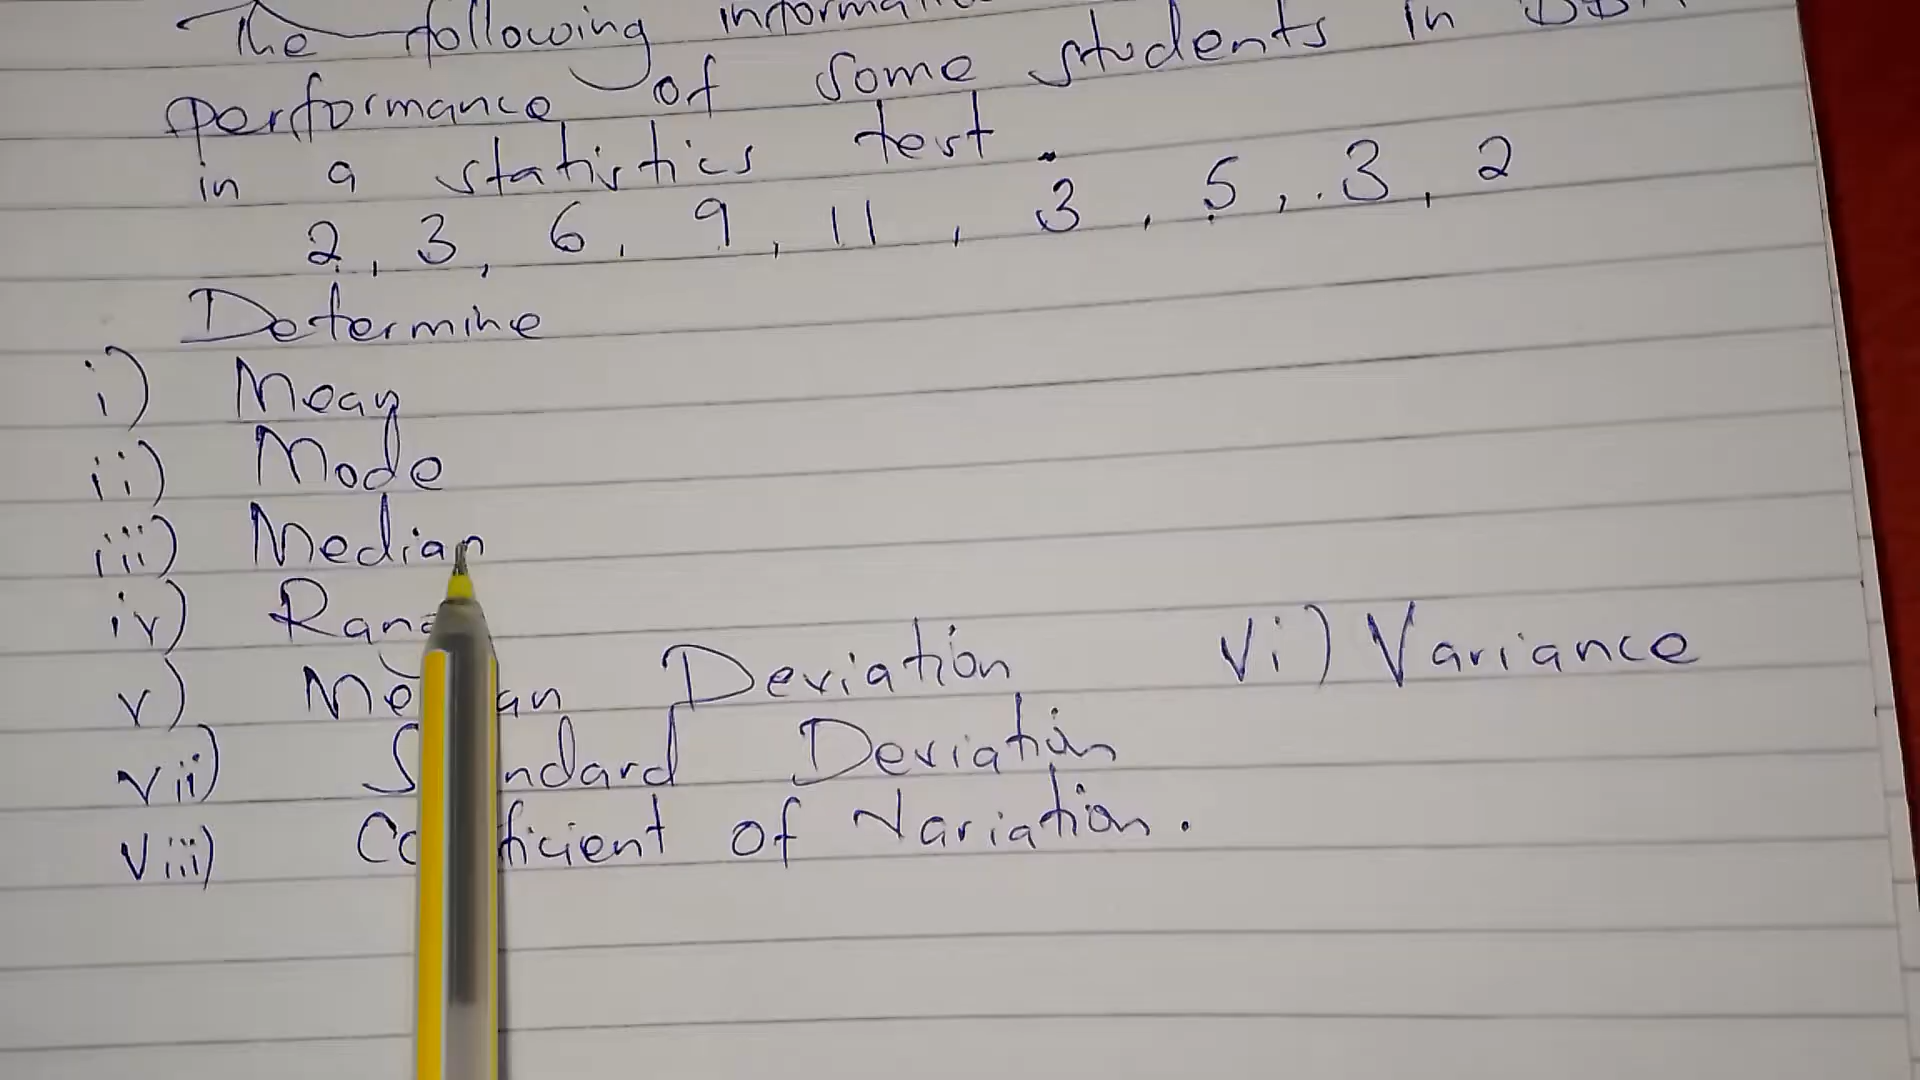 The following
performance of some students in
in a statistics test.
2, 3, 6, 9, 11, 3, 5, 3, 2
Determine
i) Mean
ii) Mode
iii) Median
iv)
v) Deviation vi) Variance
vii) Deviation
viii) of Variation.